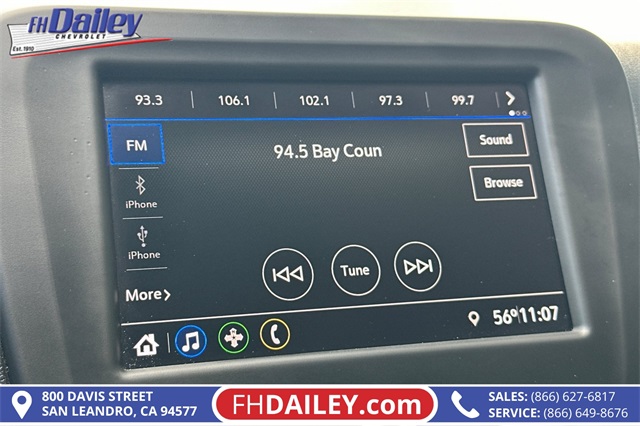 FH Dailey
CHEVROLET
Est. 1910
93.3 106.1 102.1 97.3 99.7
FM
94.5 Bay Coun
Sound
iPhone
Browse
iPhone
Tune
More
56° 11:07
800 DAVIS STREET
SAN LEANDRO, CA 94577
FHDAILEY.com
SALES: (866) 627-6817
SERVICE: (866) 649-8676